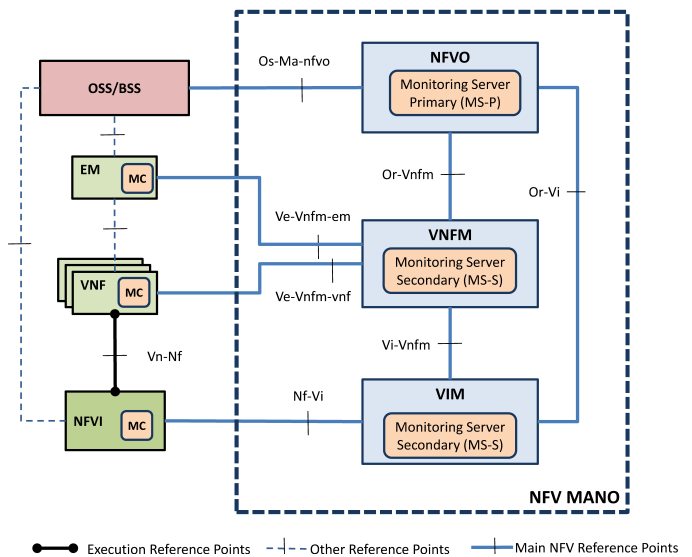 OSS/BSS
Os-Ma-nfvo
NFVO
Monitoring Server
Primary (MS-P)
EM
MC
Or-Vnfm
Or-Vi
Ve-Vnfm-em
VNFM
Monitoring Server
Secondary (MS-S)
VNF
MC
Ve-Vnfm-vnf
Vn-Nf
Vi-Vnfm
Nf-Vi
VIM
NFVI
MC
Monitoring Server
Secondary (MS-S)
NFV MANO
Execution Reference Points
Other Reference Points
Main NFV Reference Points